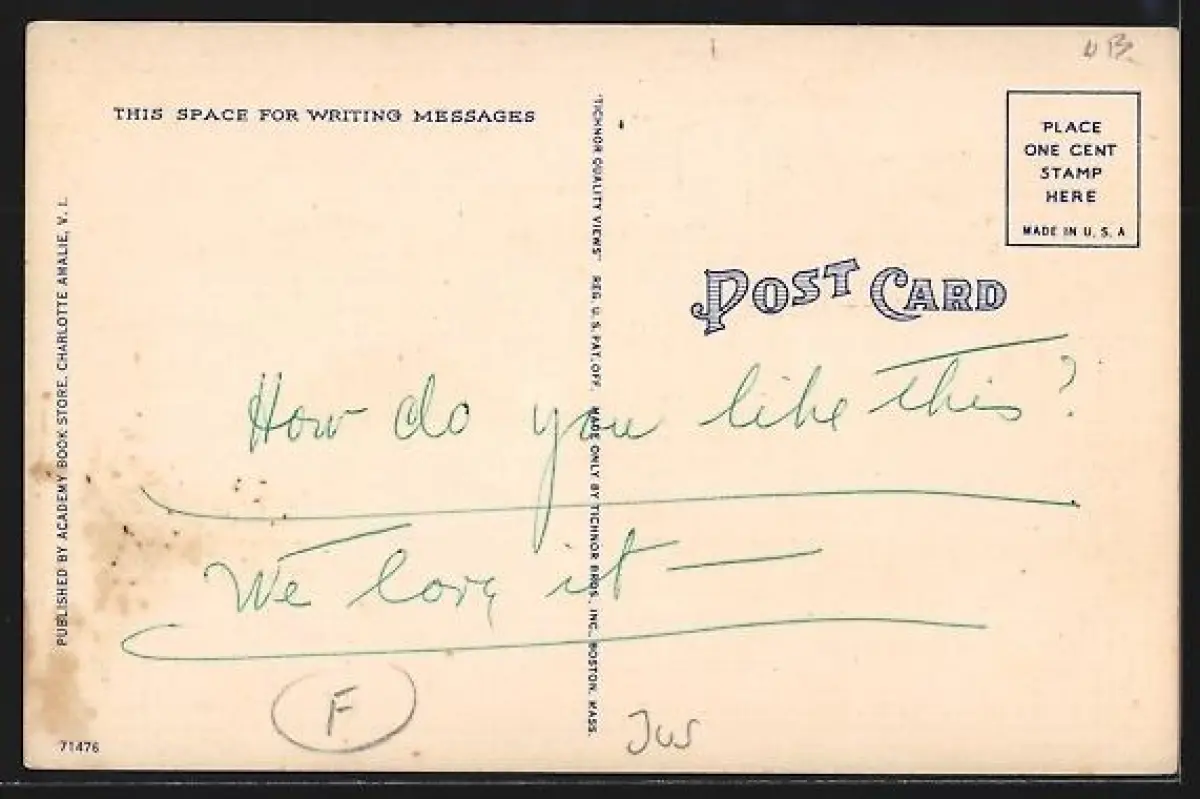 THIS SPACE FOR WRITING MESSAGES
PUBLISHED BY ACADEMY BOOK STORE, CHARLOTTE AMALIE, V. I.
71476
"TICHNOR QUALITY VIEWS" REG. U. S. PAT. OFF. MADE ONLY BY TICHNOR BROS., INC., BOSTON, MASS.
PLACE
ONE CENT
STAMP
HERE
MADE IN U. S. A
POST CARD
How do you like this?
We love it —
F